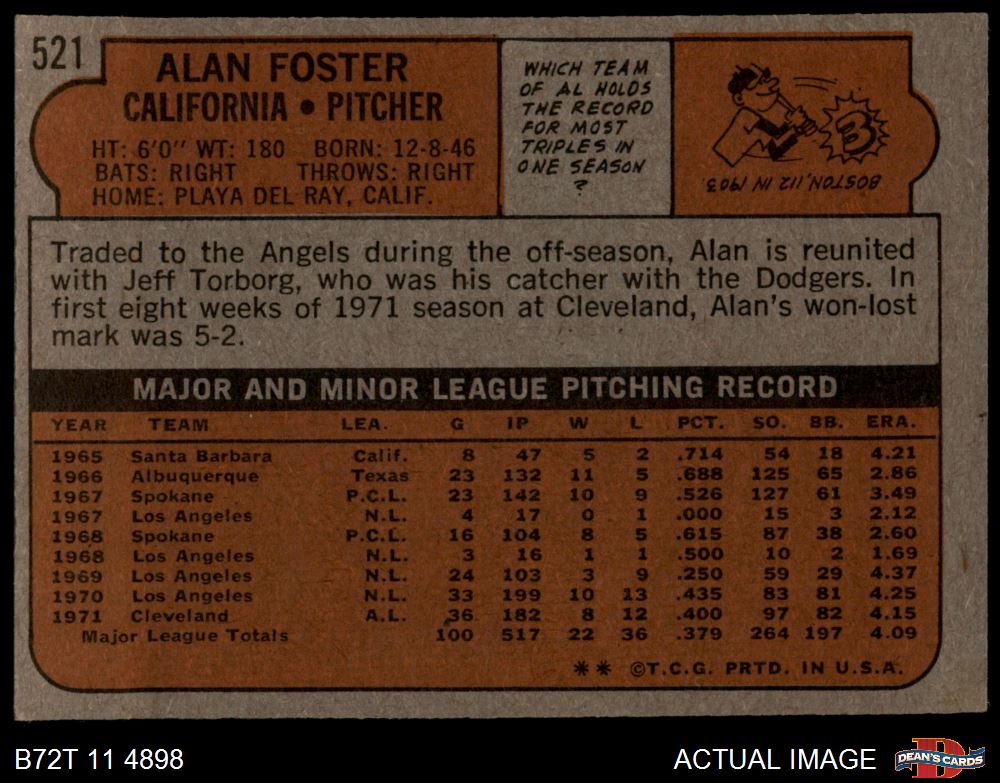 521
ALAN FOSTER
CALIFORNIA • PITCHER
HT: 6'0" WT: 180 BORN: 12-8-46
BATS: RIGHT THROWS: RIGHT
HOME: PLAYA DEL RAY, CALIF.
WHICH TEAM
OF AL HOLDS
THE RECORD
FOR MOST
TRIPLES IN
ONE SEASON
?
3
BOSTON, 112, IN 1903.
Traded to the Angels during the off-season, Alan is reunited
with Jeff Torborg, who was his catcher with the Dodgers. In
first eight weeks of 1971 season at Cleveland, Alan's won-lost
mark was 5-2.
MAJOR AND MINOR LEAGUE PITCHING RECORD
YEAR TEAM LEA. G IP W L PCT. SO. BB. ERA.
1965 Santa Barbara Calif. 8 47 5 2 .714 54 18 4.21
1966 Albuquerque Texas 23 132 11 5 .688 125 65 2.86
1967 Spokane P.C.L. 23 142 10 9 .526 127 61 3.49
1967 Los Angeles N.L. 4 17 0 1 .000 15 3 2.12
1968 Spokane P.C.L. 16 104 8 5 .615 87 38 2.60
1968 Los Angeles N.L. 3 16 1 1 .500 10 2 1.69
1969 Los Angeles N.L. 24 103 3 9 .250 59 29 4.37
1970 Los Angeles N.L. 33 199 10 13 .435 83 81 4.25
1971 Cleveland A.L. 36 182 8 12 .400 97 82 4.15
Major League Totals 100 517 22 36 .379 264 197 4.09
** ©T.C.G. PRTD. IN U.S.A.
B72T 11 4898
ACTUAL IMAGE
D
DEAN'S CARDS